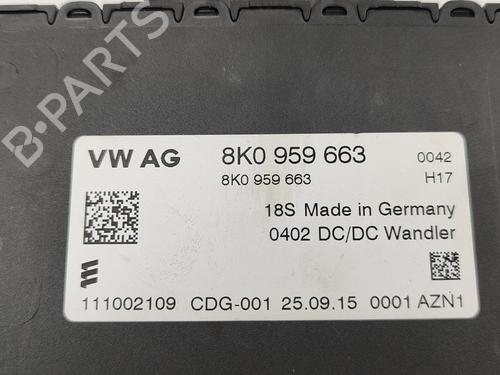 B-PARTS
VW AG 8K0 959 663 0042
8K0 959 663 H17
18S Made in Germany
0402 DC/DC Wandler
111002109 CDG-001 25.09.15 0001 AZN1